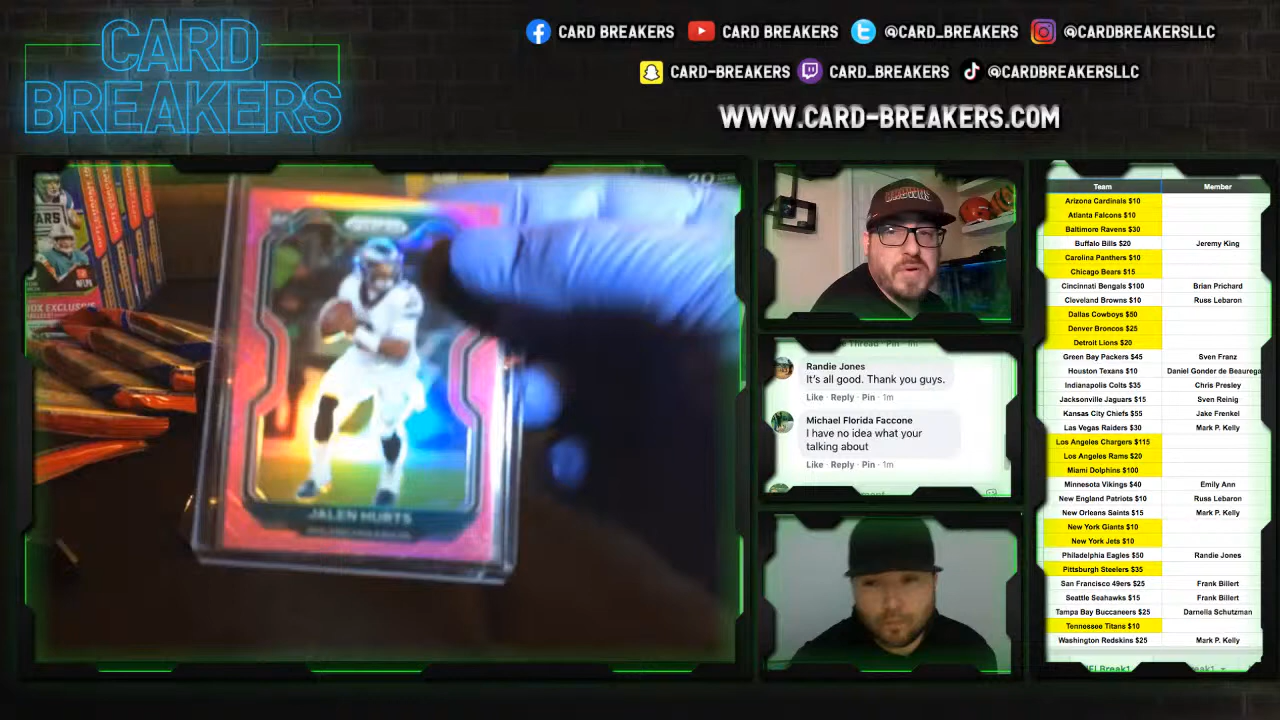 CARD
BREAKERS
CARD BREAKERS
CARD BREAKERS
@CARD_BREAKERS
@CARDBREAKERSLLC
CARD-BREAKERS
CARD_BREAKERS
@CARDBREAKERSLLC
WWW.CARD-BREAKERS.COM
JALEN HURTS
BROWNS
Randie Jones
It's all good. Thank you guys.
Like · Reply · Pin · 1m
Michael Florida Faccone
I have no idea what your
talking about
Like · Reply · Pin · 1m
Team Member
Arizona Cardinals $10
Atlanta Falcons $10
Baltimore Ravens $30
Buffalo Bills $20 Jeremy King
Carolina Panthers $10
Chicago Bears $15
Cincinnati Bengals $100 Brian Prichard
Cleveland Browns $10 Russ Lebaron
Dallas Cowboys $50
Denver Broncos $25
Detroit Lions $20
Green Bay Packers $45 Sven Franz
Houston Texans $10 Daniel Gonder de Beaurega
Indianapolis Colts $35 Chris Presley
Jacksonville Jaguars $15 Sven Reinig
Kansas City Chiefs $55 Jake Frenkel
Las Vegas Raiders $30 Mark P. Kelly
Los Angeles Chargers $115
Los Angeles Rams $20
Miami Dolphins $100
Minnesota Vikings $40 Emily Ann
New England Patriots $10 Russ Lebaron
New Orleans Saints $15 Mark P. Kelly
New York Giants $10
New York Jets $10
Philadelphia Eagles $50 Randie Jones
Pittsburgh Steelers $35
San Francisco 49ers $25 Frank Billert
Seattle Seahawks $15 Frank Billert
Tampa Bay Buccaneers $25 Darnella Schutzman
Tennessee Titans $10
Washington Redskins $25 Mark P. Kelly